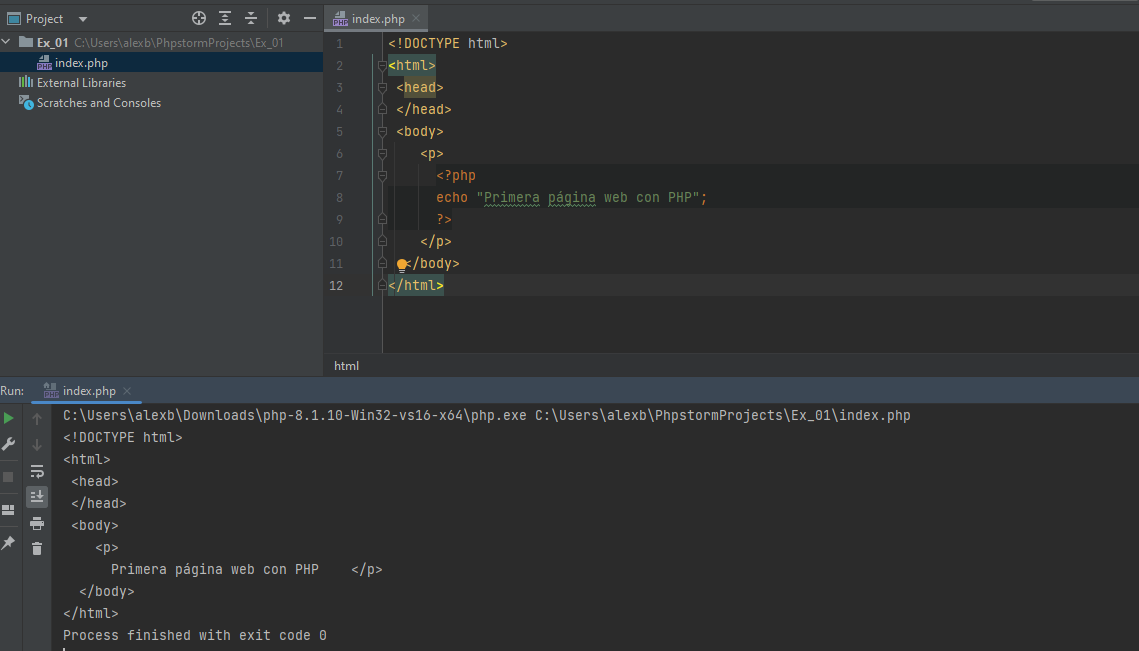 Project
index.php
Ex_01 C:\Users\alexb\PhpstormProjects\Ex_01
index.php
External Libraries
Scratches and Consoles
1 <!DOCTYPE html>
2 <html>
3 <head>
4 </head>
5 <body>
6 <p>
7 <?php
8 echo "Primera página web con PHP";
9 ?>
10 </p>
11 </body>
12 </html>
html
Run: index.php
C:\Users\alexb\Downloads\php-8.1.10-Win32-vs16-x64\php.exe C:\Users\alexb\PhpstormProjects\Ex_01\index.php
<!DOCTYPE html>
<html>
<head>
</head>
<body>
<p>
Primera página web con PHP    </p>
</body>
</html>
Process finished with exit code 0